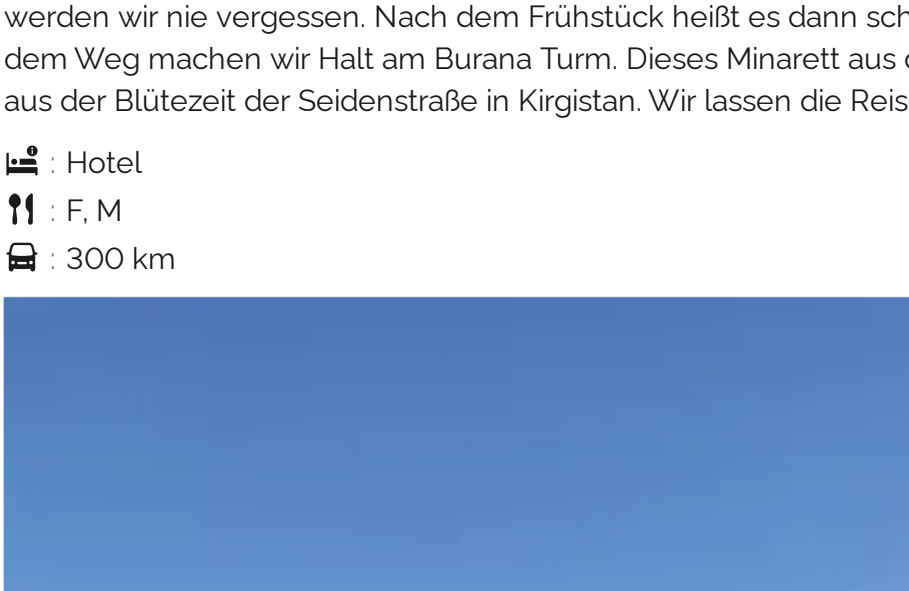 werden wir nie vergessen. Nach dem Frühstück heißt es dann sch
dem Weg machen wir Halt am Burana Turm. Dieses Minarett aus
aus der Blütezeit der Seidenstraße in Kirgistan. Wir lassen die Reis
: Hotel
: F, M
: 300 km